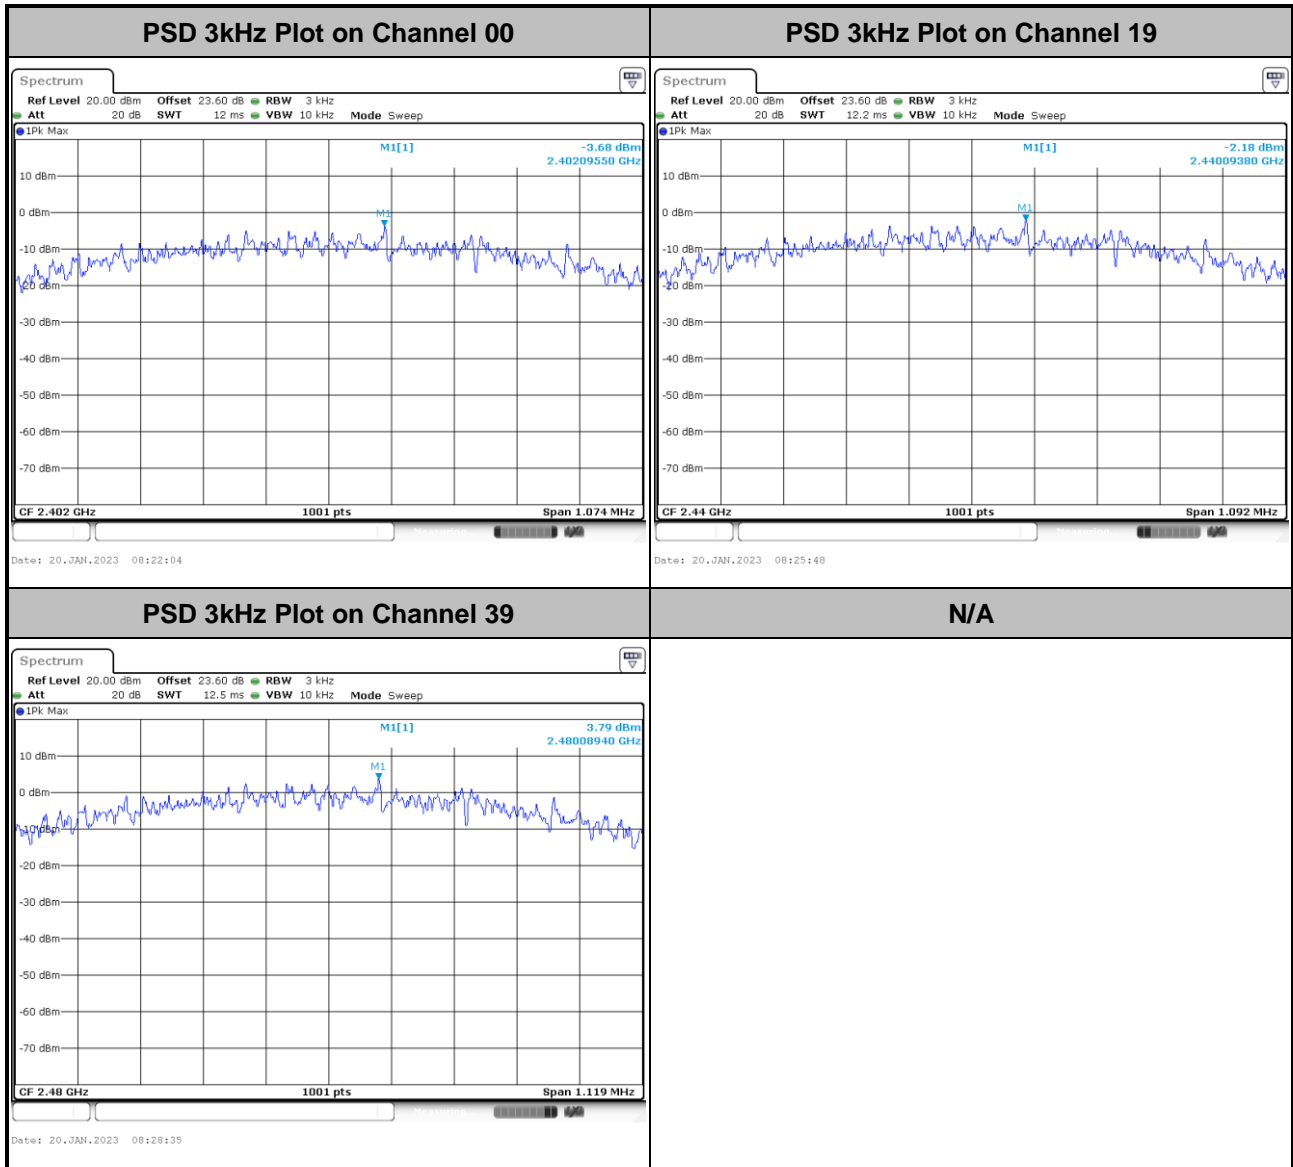 PSD 3kHz Plot on Channel 00
Spectrum
Ref Level 20.00 dBm Offset 23.60 dB RBW 3 kHz
Att 20 dB SWT 12 ms VBW 10 kHz Mode Sweep
1Pk Max
M1[1] -3.68 dBm
2.40209550 GHz
10 dBm
M1
0 dBm
-10 dBm
-20 dBm
-30 dBm
-40 dBm
-50 dBm
-60 dBm
-70 dBm
CF 2.402 GHz 1001 pts Span 1.074 MHz
Measuring...
Date: 20.JAN.2023 08:22:04
PSD 3kHz Plot on Channel 19
Spectrum
Ref Level 20.00 dBm Offset 23.60 dB RBW 3 kHz
Att 20 dB SWT 12.2 ms VBW 10 kHz Mode Sweep
1Pk Max
M1[1] -2.18 dBm
2.44009380 GHz
10 dBm
M1
0 dBm
-10 dBm
-20 dBm
-30 dBm
-40 dBm
-50 dBm
-60 dBm
-70 dBm
CF 2.44 GHz 1001 pts Span 1.092 MHz
Measuring...
Date: 20.JAN.2023 08:25:48
PSD 3kHz Plot on Channel 39
Spectrum
Ref Level 20.00 dBm Offset 23.60 dB RBW 3 kHz
Att 20 dB SWT 12.5 ms VBW 10 kHz Mode Sweep
1Pk Max
M1[1] 3.79 dBm
2.48008940 GHz
10 dBm
M1
0 dBm
-10 dBm
-20 dBm
-30 dBm
-40 dBm
-50 dBm
-60 dBm
-70 dBm
CF 2.48 GHz 1001 pts Span 1.119 MHz
Measuring...
Date: 20.JAN.2023 08:28:35
N/A